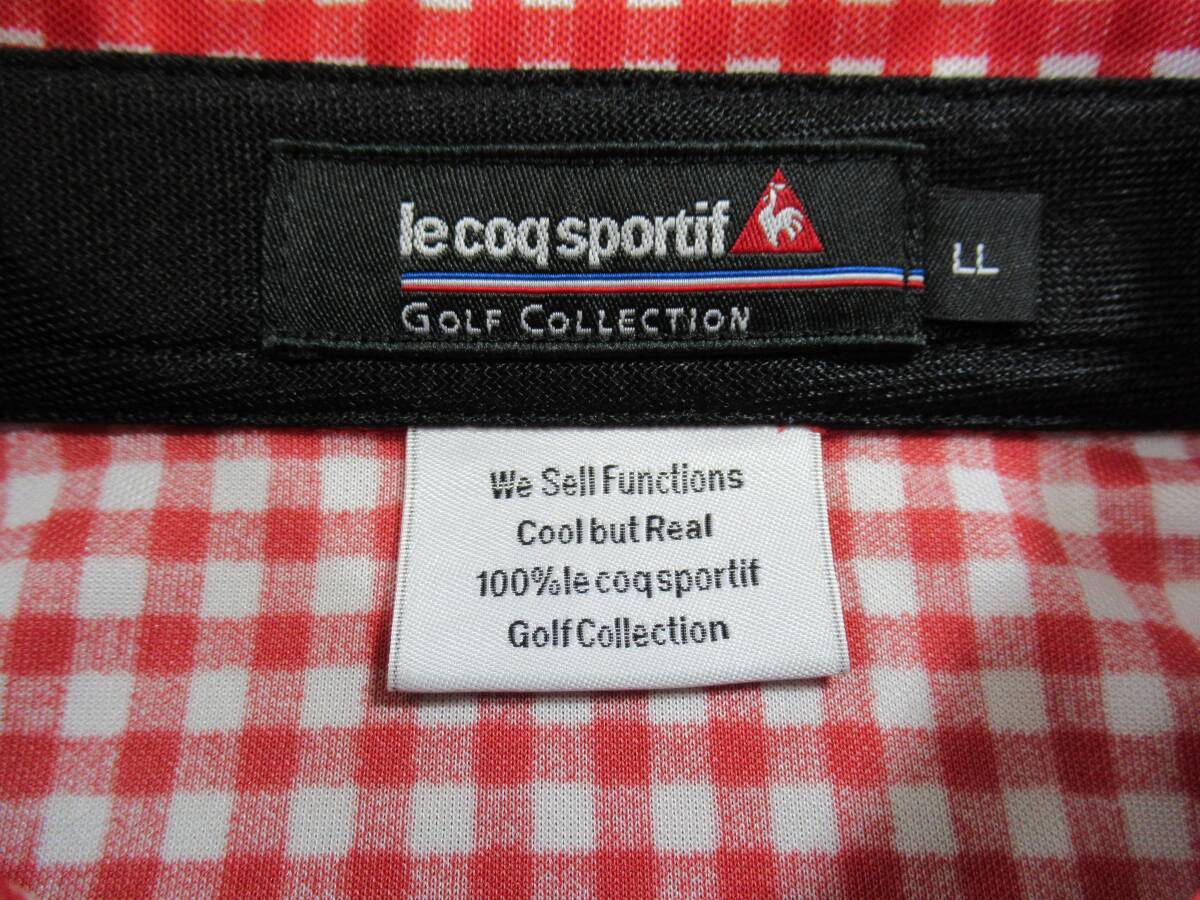 le coq sportif
GOLF COLLECTION
LL
We Sell Functions
Cool but Real
100% le coq sportif
Golf Collection